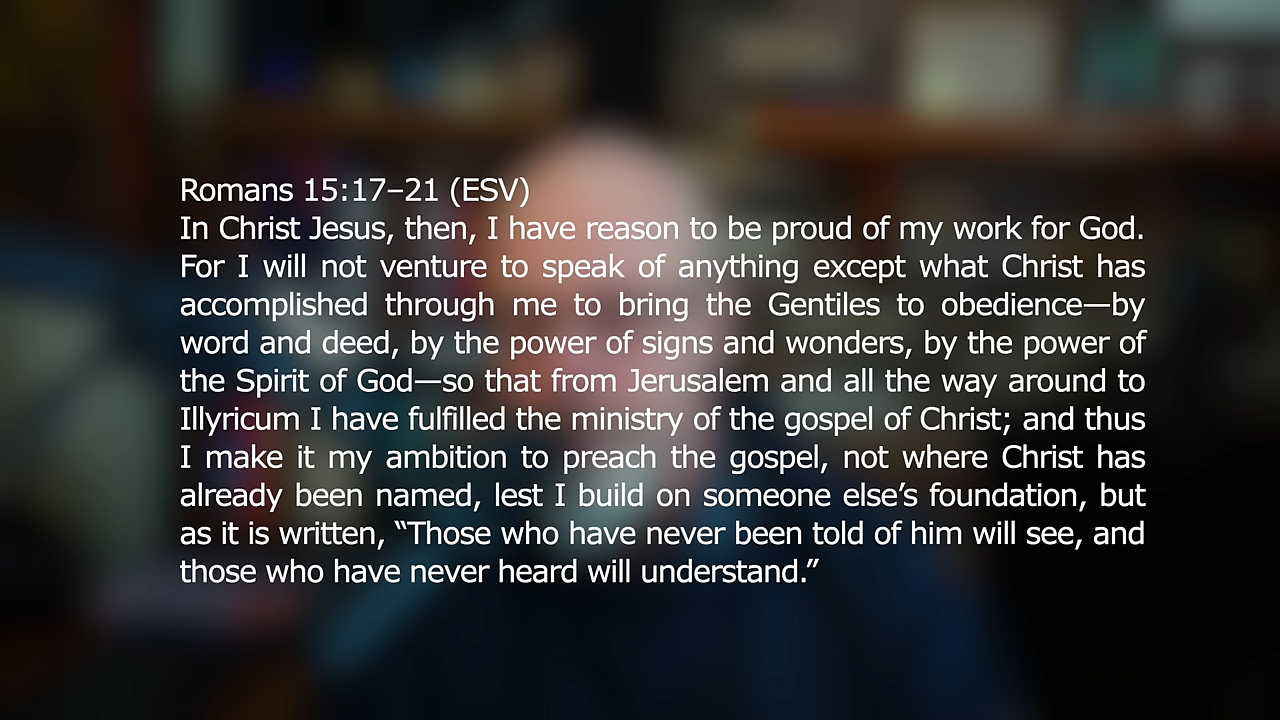 Romans 15:17–21 (ESV)
In Christ Jesus, then, I have reason to be proud of my work for God.
For I will not venture to speak of anything except what Christ has
accomplished through me to bring the Gentiles to obedience—by
word and deed, by the power of signs and wonders, by the power of
the Spirit of God—so that from Jerusalem and all the way around to
Illyricum I have fulfilled the ministry of the gospel of Christ; and thus
I make it my ambition to preach the gospel, not where Christ has
already been named, lest I build on someone else’s foundation, but
as it is written, “Those who have never been told of him will see, and
those who have never heard will understand.”